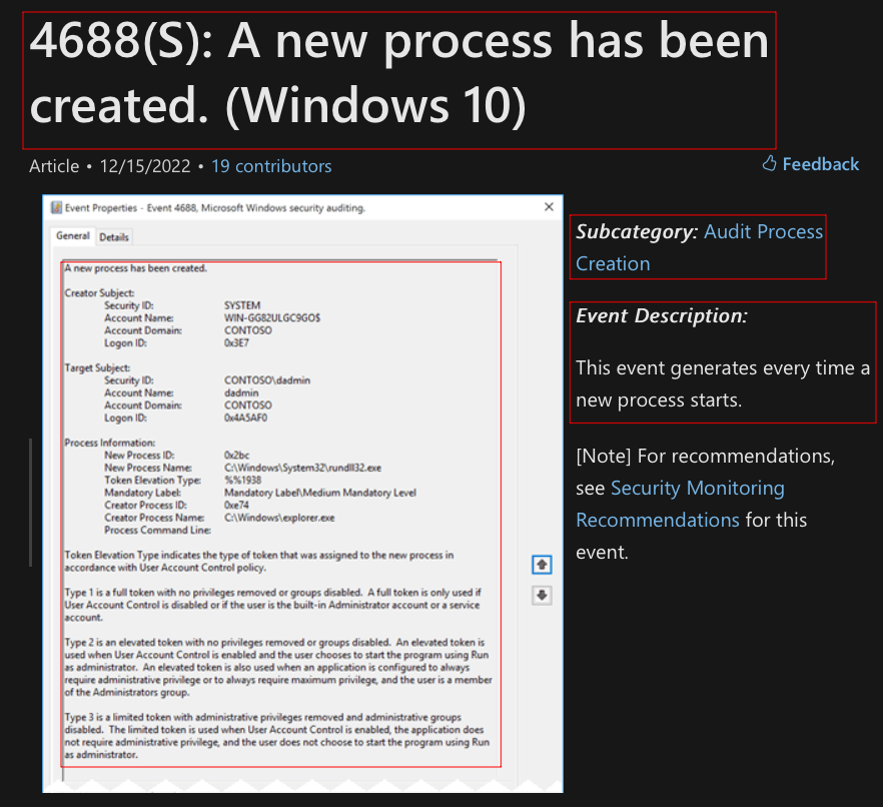 4688(S): A new process has been
created. (Windows 10)
Article • 12/15/2022 • 19 contributors
Feedback
Event Properties - Event 4688, Microsoft Windows security auditing.
General Details
A new process has been created.
Creator Subject:
Security ID: SYSTEM
Account Name: WIN-GG82ULGC9GO$
Account Domain: CONTOSO
Logon ID: 0x3E7
Target Subject:
Security ID: CONTOSO\dadmin
Account Name: dadmin
Account Domain: CONTOSO
Logon ID: 0x4A5AF0
Process Information:
New Process ID: 0x2bc
New Process Name: C:\Windows\System32\rundll32.exe
Token Elevation Type: %%1938
Mandatory Label: Mandatory Label\Medium Mandatory Level
Creator Process ID: 0xe74
Creator Process Name: C:\Windows\explorer.exe
Process Command Line:
Token Elevation Type indicates the type of token that was assigned to the new process in
accordance with User Account Control policy.
Type 1 is a full token with no privileges removed or groups disabled. A full token is only used if
User Account Control is disabled or if the user is the built-in Administrator account or a service
account.
Type 2 is an elevated token with no privileges removed or groups disabled. An elevated token is
used when User Account Control is enabled and the user chooses to start the program using Run
as administrator. An elevated token is also used when an application is configured to always
require administrative privilege or to always require maximum privilege, and the user is a member
of the Administrators group.
Type 3 is a limited token with administrative privileges removed and administrative groups
disabled. The limited token is used when User Account Control is enabled, the application does
not require administrative privilege, and the user does not choose to start the program using Run
as administrator.
Subcategory: Audit Process
Creation
Event Description:
This event generates every time a
new process starts.
[Note] For recommendations,
see Security Monitoring
Recommendations for this
event.